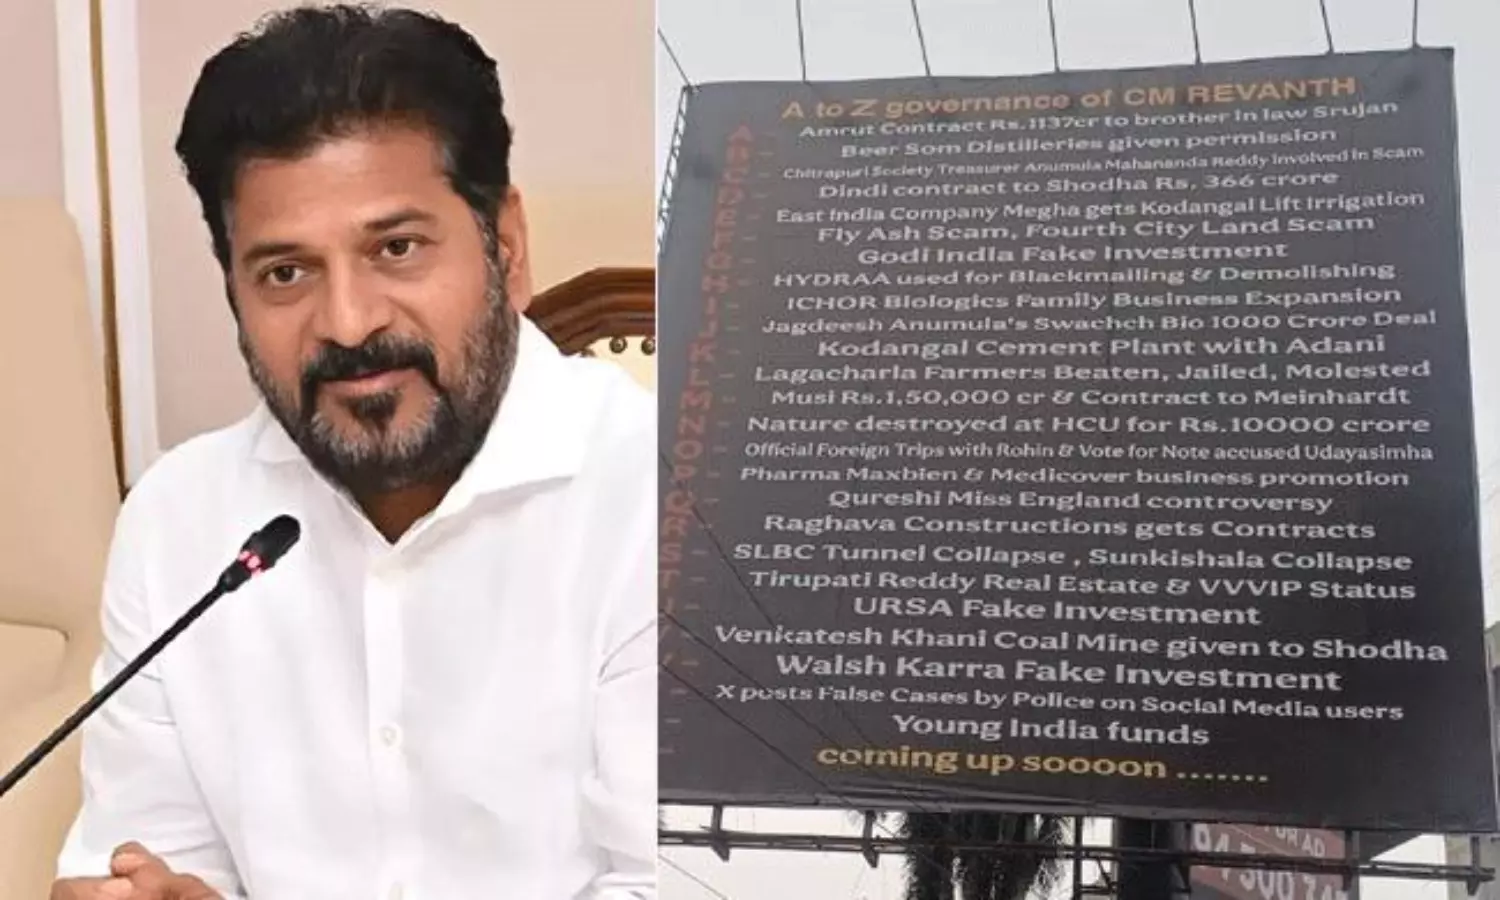 A to Z governance of CM REVANTH
A - Amrut Contract Rs.1137cr to brother in law Srujan
B - Beer Som Distilleries given permission
C - Chitrapuri Society Treasurer Anumula Mahananda Reddy involved in Scam
D - Dindi contract to Shodha Rs. 366 crore
E - East India Company Megha gets Kodangal Lift Irrigation
F - Fly Ash Scam, Fourth City Land Scam
G - Godi India Fake Investment
H - HYDRAA used for Blackmailing & Demolishing
I - ICHOR Biologics Family Business Expansion
J - Jagdeesh Anumula's Swachch Bio 1000 Crore Deal
K - Kodangal Cement Plant with Adani
L - Lagacharla Farmers Beaten, Jailed, Molested
M - Musi Rs.1,50,000 cr & Contract to Meinhardt
N - Nature destroyed at HCU for Rs.10000 crore
O - Official Foreign Trips with Rohin & Vote for Note accused Udayasimha
P - Pharma Maxbien & Medicover business promotion
Q - Qureshi Miss England controversy
R - Raghava Constructions gets Contracts
S - SLBC Tunnel Collapse , Sunkishala Collapse
T - Tirupati Reddy Real Estate & VVVIP Status
URSA Fake Investment
Venkatesh Khani Coal Mine given to Shodha
Walsh Karra Fake Investment
X posts False Cases by Police on Social Media users
Young India funds
coming up soooon .......
OR AD